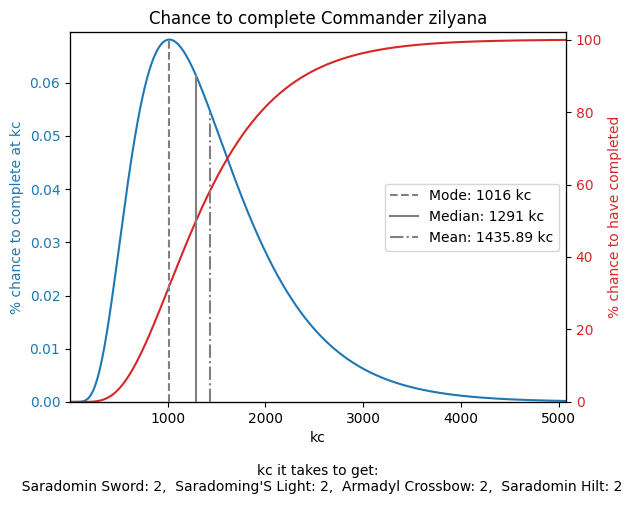 Chance to complete Commander zilyana
% chance to complete at kc
0.06
0.05
0.04
0.03
0.02
0.01
0.00
100
80
60
40
20
0
% chance to have completed
Mode: 1016 kc
Median: 1291 kc
Mean: 1435.89 kc
1000 2000 3000 4000 5000
kc
kc it takes to get:
Saradomin Sword: 2, Saradoming'S Light: 2, Armadyl Crossbow: 2, Saradomin Hilt: 2